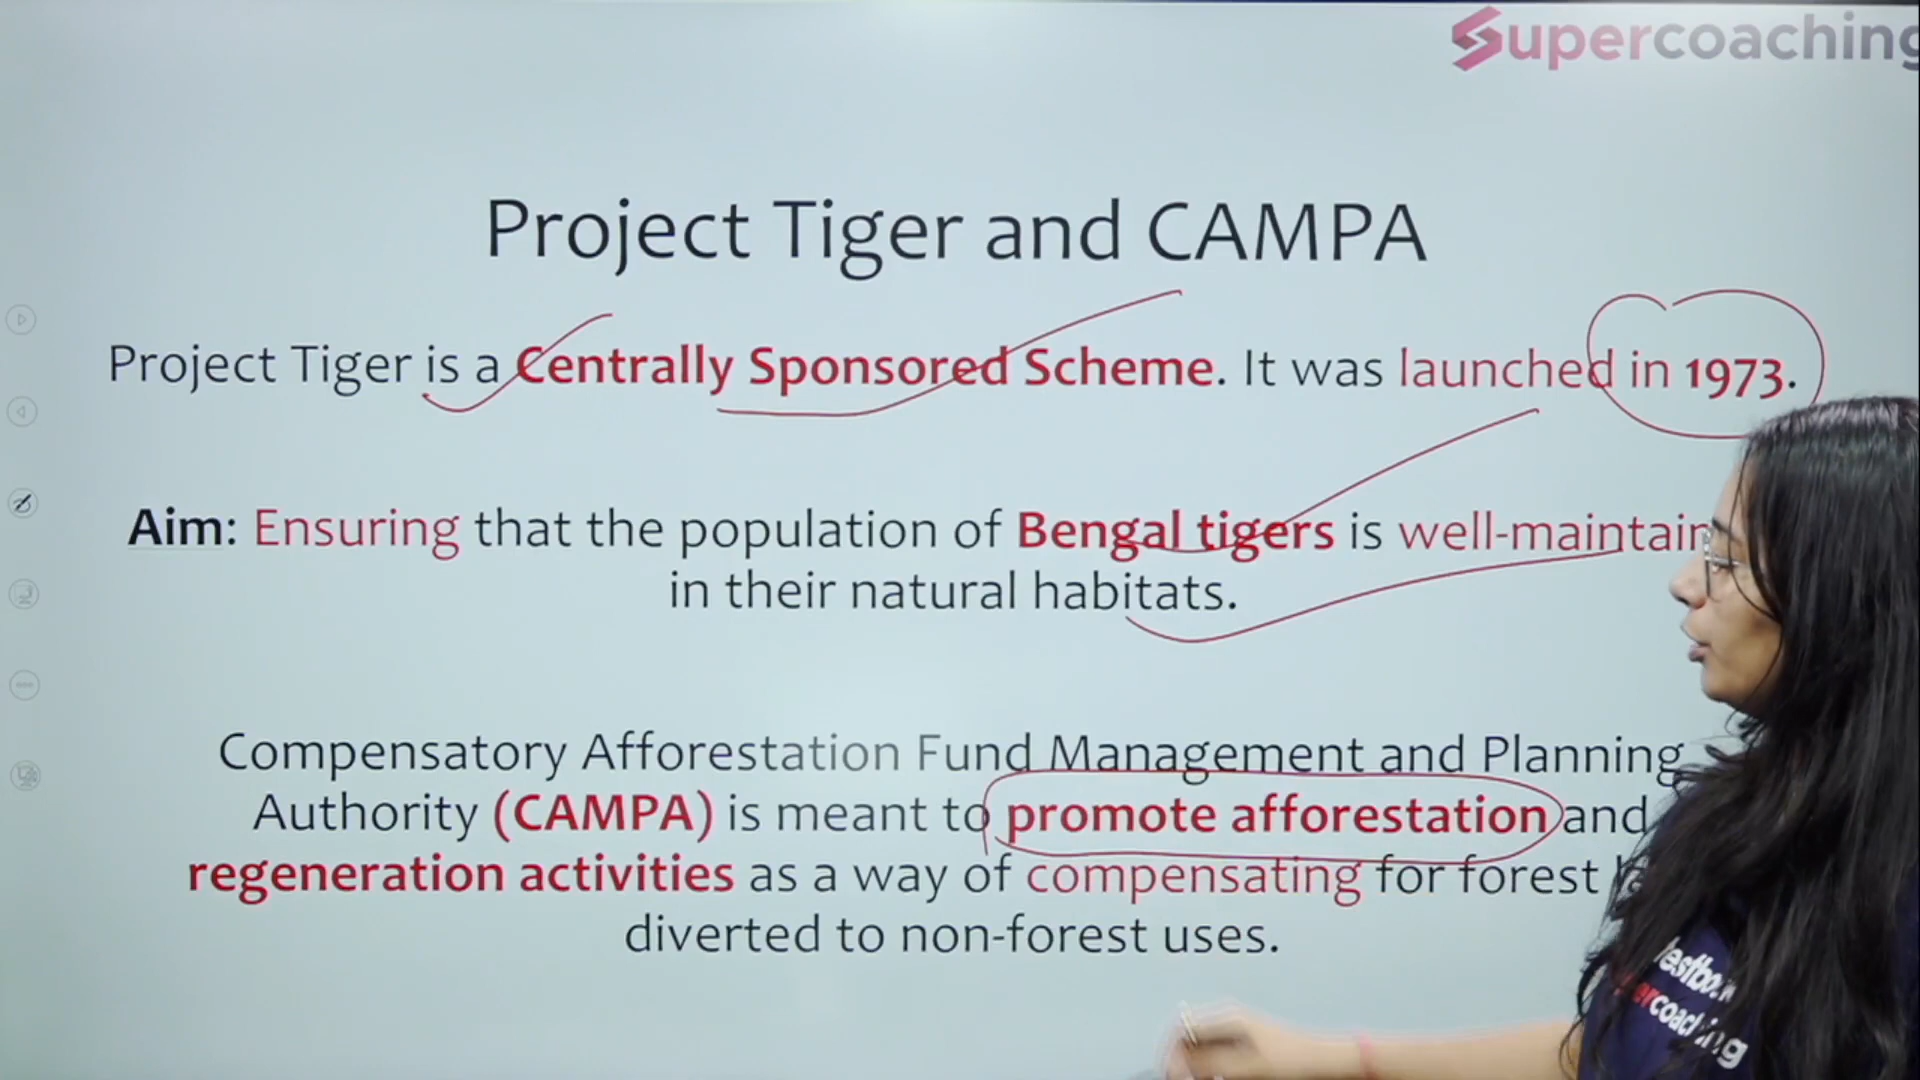 Supercoaching
Project Tiger and CAMPA
Project Tiger is a Centrally Sponsored Scheme. It was launched in 1973.
Aim: Ensuring that the population of Bengal tigers is well-maintain
in their natural habitats.
Compensatory Afforestation Fund Management and Planning
Authority (CAMPA) is meant to promote afforestation and
regeneration activities as a way of compensating for forest
diverted to non-forest uses.